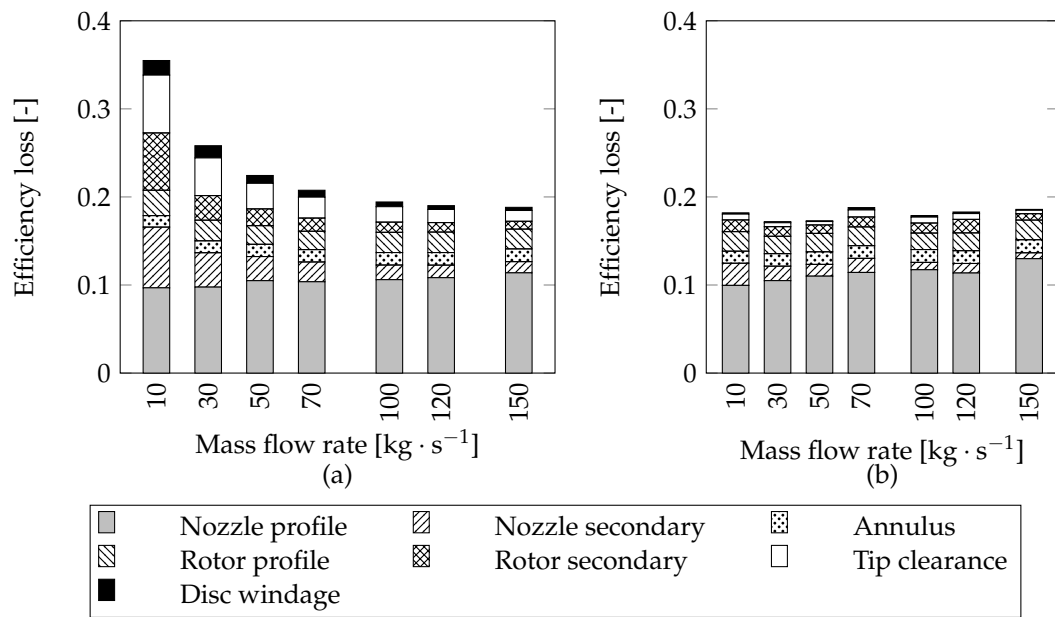 0.4
0.3
0.2
0.1
0
Efficiency loss [-]
10 30 50 70 100 120 150
Mass flow rate [kg · s⁻¹]
(a)
0.4
0.3
0.2
0.1
0
Efficiency loss [-]
10 30 50 70 100 120 150
Mass flow rate [kg · s⁻¹]
(b)
Nozzle profile Nozzle secondary Annulus
Rotor profile Rotor secondary Tip clearance
Disc windage